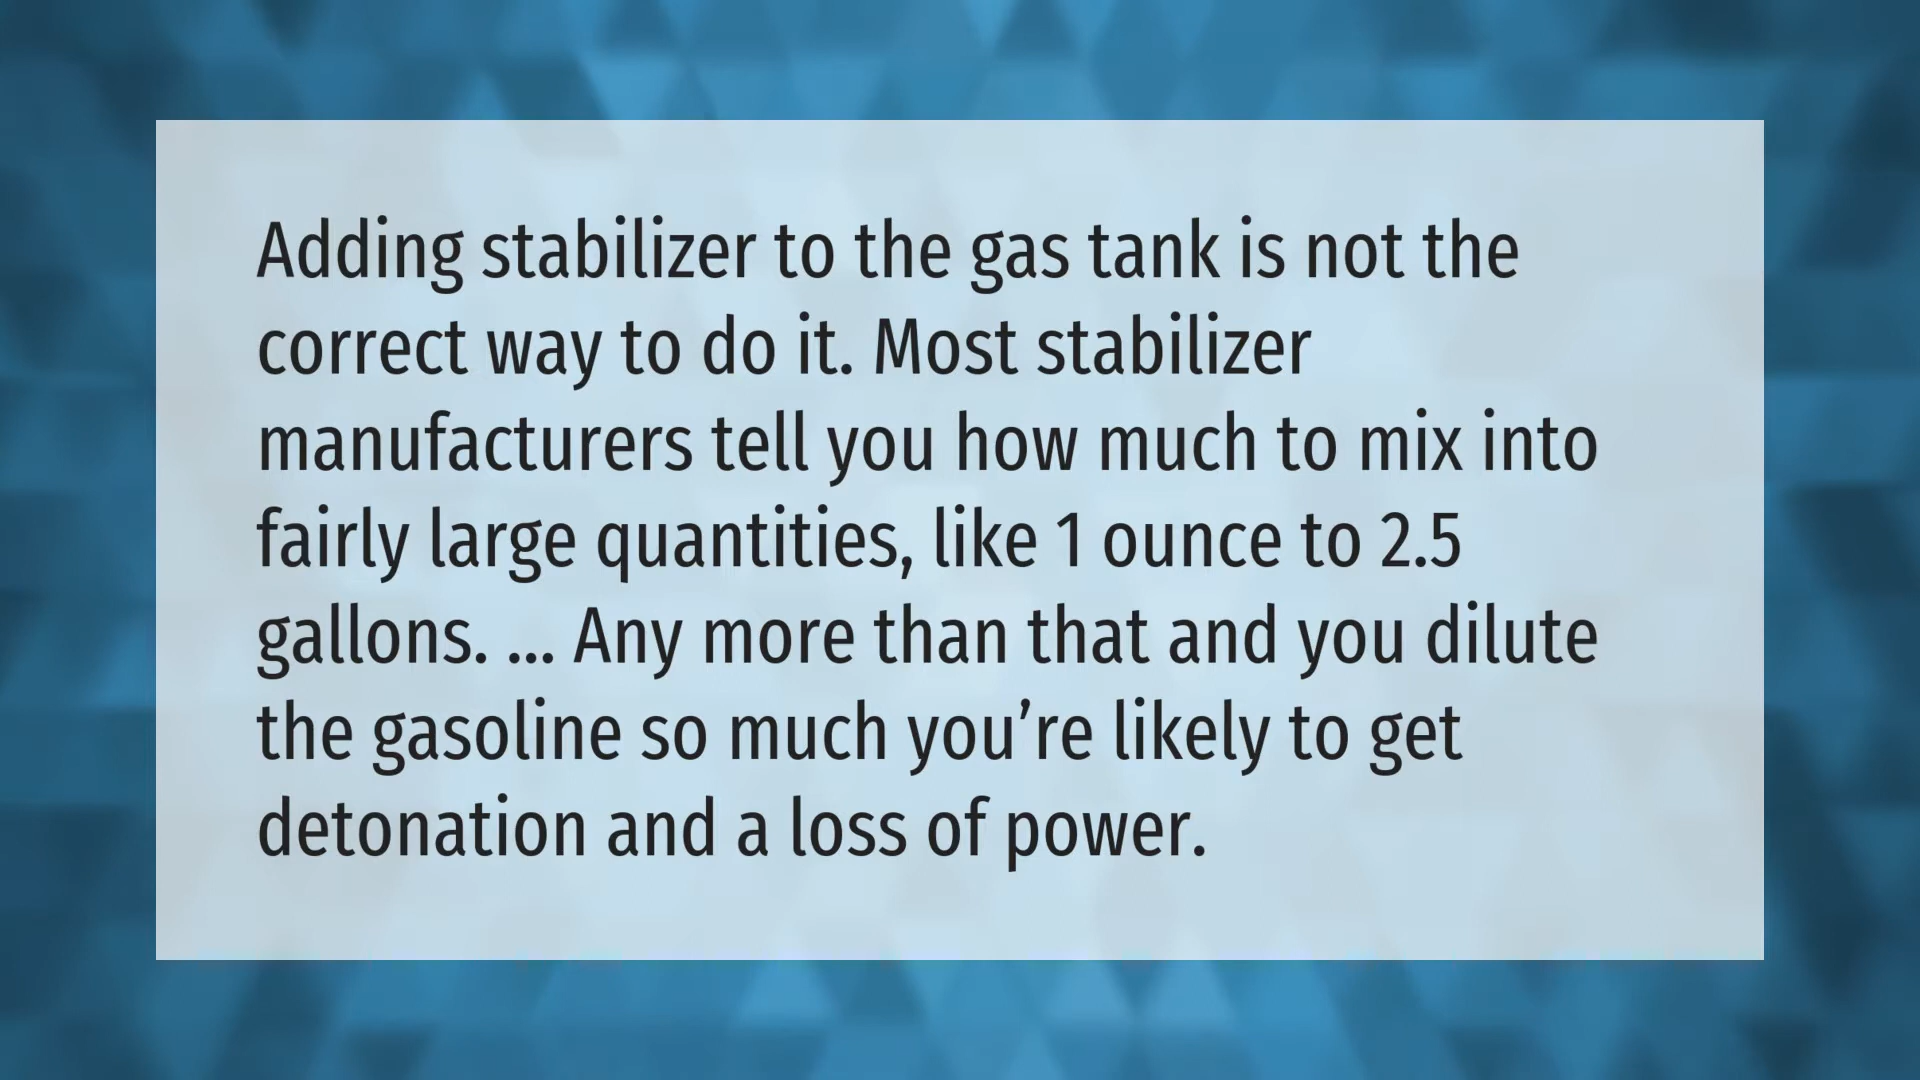 Adding stabilizer to the gas tank is not the
correct way to do it. Most stabilizer
manufacturers tell you how much to mix into
fairly large quantities, like 1 ounce to 2.5
gallons. ... Any more than that and you dilute
the gasoline so much you’re likely to get
detonation and a loss of power.